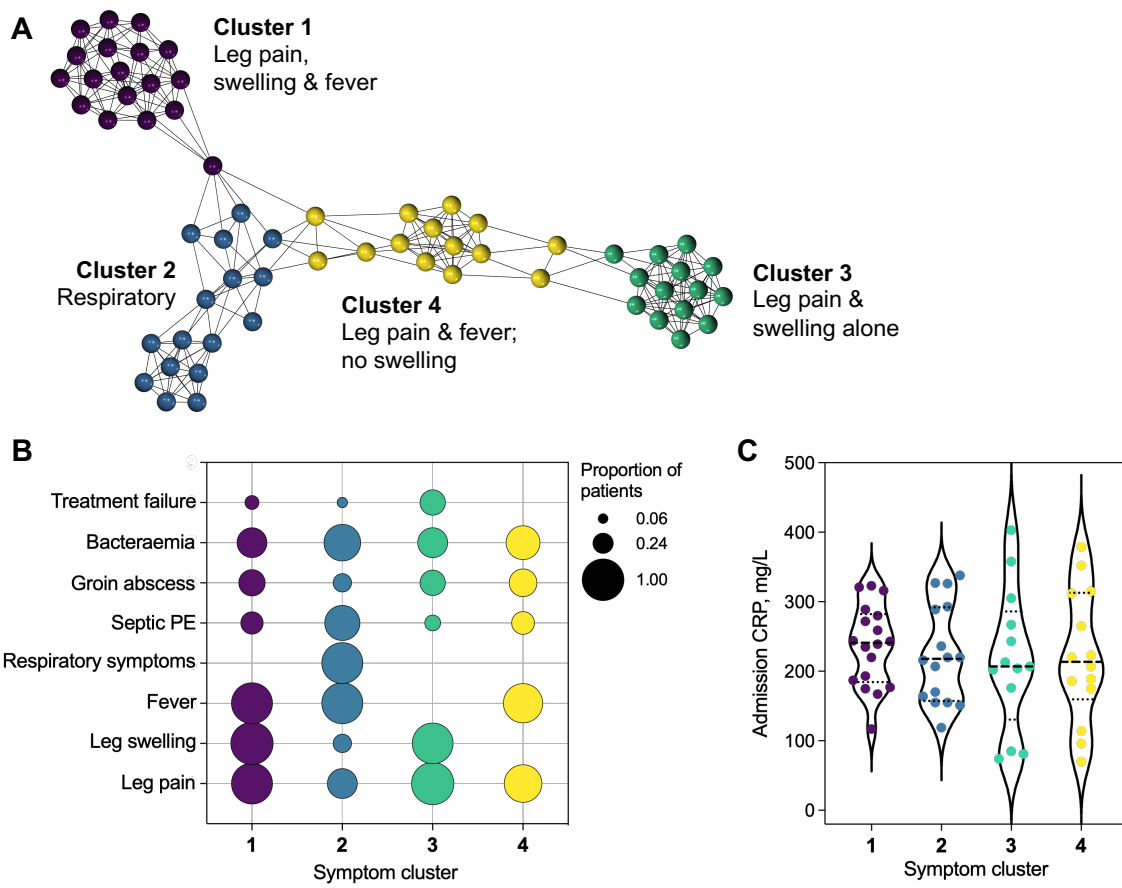 A
Cluster 1
Leg pain,
swelling & fever
Cluster 2
Respiratory
Cluster 4
Leg pain & fever;
no swelling
Cluster 3
Leg pain &
swelling alone
B
Treatment failure
Bacteraemia
Groin abscess
Septic PE
Respiratory symptoms
Fever
Leg swelling
Leg pain
1 2 3 4
Symptom cluster
Proportion of
patients
0.06
0.24
1.00
C
Admission CRP, mg/L
500
400
300
200
100
0
1 2 3 4
Symptom cluster